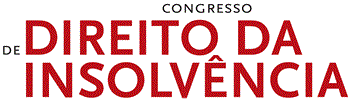 CONGRESSO
DE DIREITO DA
INSOLVÊNCIA